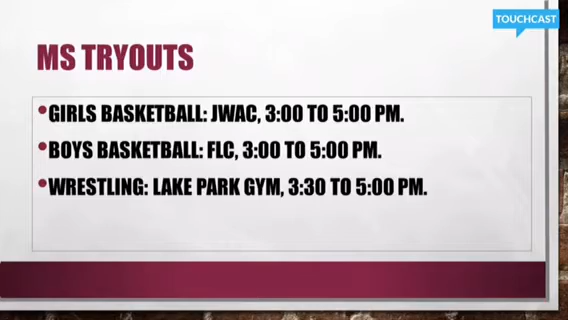 TOUCHCAST
MS TRYOUTS
•GIRLS BASKETBALL: JWAC, 3:00 TO 5:00 PM.
•BOYS BASKETBALL: FLC, 3:00 TO 5:00 PM.
•WRESTLING: LAKE PARK GYM, 3:30 TO 5:00 PM.